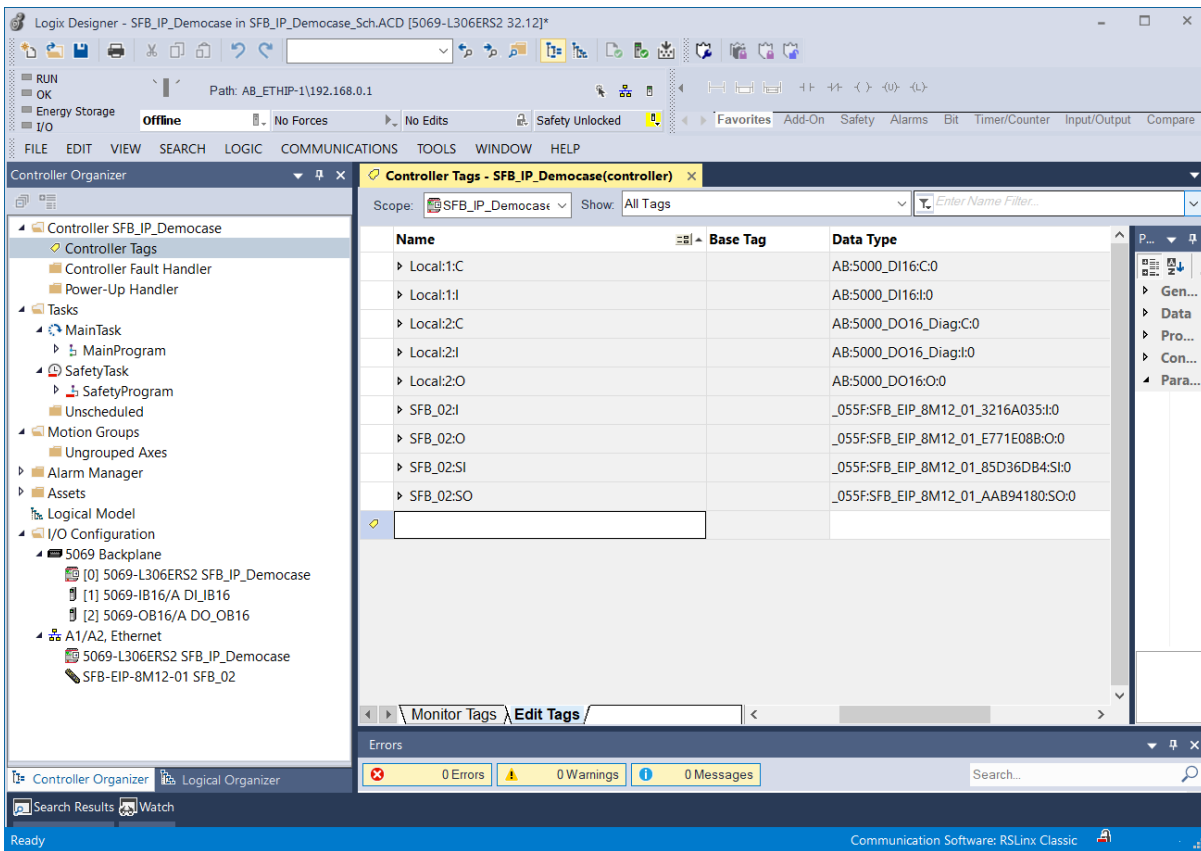 Logix Designer - SFB_IP_Democase in SFB_IP_Democase_Sch.ACD [5069-L306ERS2 32.12]*
RUN
OK
Energy Storage
I/O
Path: AB_ETHIP-1\192.168.0.1
Offline
No Forces
No Edits
Safety Unlocked
Favorites Add-On Safety Alarms Bit Timer/Counter Input/Output Compare
FILE EDIT VIEW SEARCH LOGIC COMMUNICATIONS TOOLS WINDOW HELP
Controller Organizer
Controller SFB_IP_Democase
Controller Tags
Controller Fault Handler
Power-Up Handler
Tasks
MainTask
MainProgram
SafetyTask
SafetyProgram
Unscheduled
Motion Groups
Ungrouped Axes
Alarm Manager
Assets
Logical Model
I/O Configuration
5069 Backplane
[0] 5069-L306ERS2 SFB_IP_Democase
[1] 5069-IB16/A DI_IB16
[2] 5069-OB16/A DO_OB16
A1/A2, Ethernet
5069-L306ERS2 SFB_IP_Democase
SFB-EIP-8M12-01 SFB_02
Controller Organizer Logical Organizer
Controller Tags - SFB_IP_Democase(controller)
Scope: SFB_IP_Democase Show: All Tags Enter Name Filter...
Name Base Tag Data Type
Local:1:C AB:5000_DI16:C:0
Local:1:I AB:5000_DI16:I:0
Local:2:C AB:5000_DO16_Diag:C:0
Local:2:I AB:5000_DO16_Diag:I:0
Local:2:O AB:5000_DO16:O:0
SFB_02:I _055F:SFB_EIP_8M12_01_3216A035:I:0
SFB_02:O _055F:SFB_EIP_8M12_01_E771E08B:O:0
SFB_02:SI _055F:SFB_EIP_8M12_01_85D36DB4:SI:0
SFB_02:SO _055F:SFB_EIP_8M12_01_AAB94180:SO:0
Monitor Tags Edit Tags
P...
Gen...
Data
Pro...
Con...
Para...
Errors
0 Errors 0 Warnings 0 Messages Search...
Search Results Watch
Ready Communication Software: RSLinx Classic